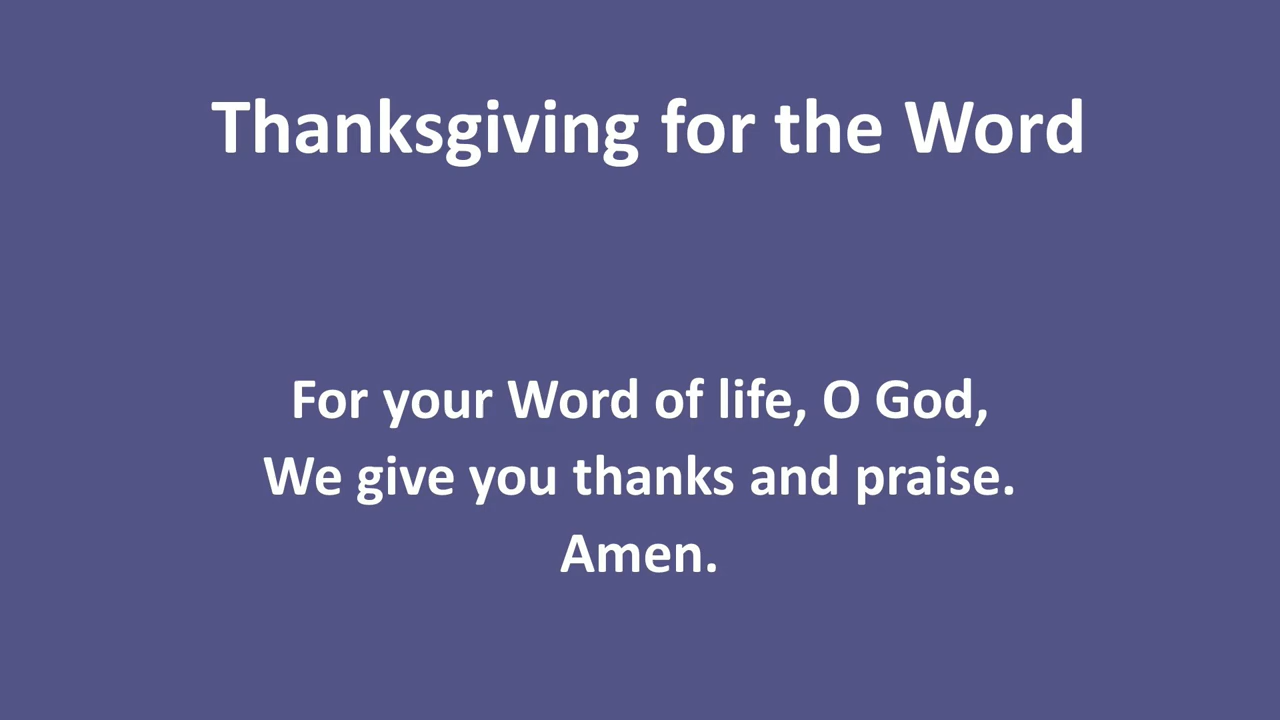 Thanksgiving for the Word
For your Word of life, O God,
We give you thanks and praise.
Amen.